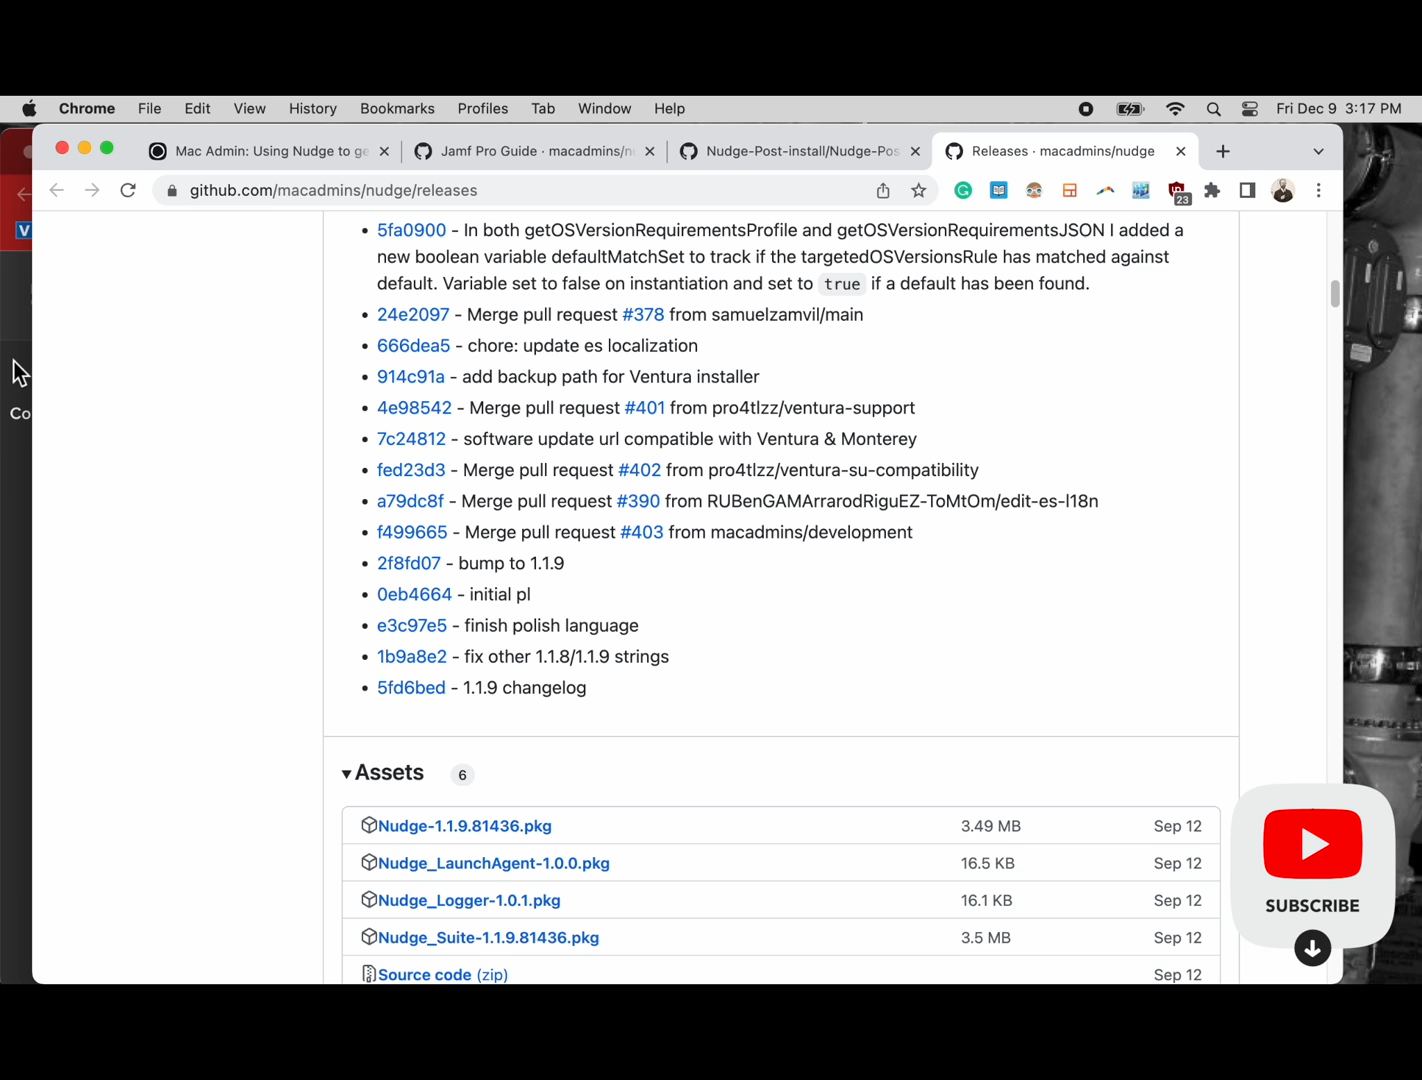 Chrome File Edit View History Bookmarks Profiles Tab Window Help Fri Dec 9 3:17 PM
Mac Admin: Using Nudge to ge Jamf Pro Guide · macadmins/n Nudge-Post-install/Nudge-Pos Releases · macadmins/nudge
github.com/macadmins/nudge/releases 23
V
Co
5fa0900 - In both getOSVersionRequirementsProfile and getOSVersionRequirementsJSON I added a
new boolean variable defaultMatchSet to track if the targetedOSVersionsRule has matched against
default. Variable set to false on instantiation and set to true if a default has been found.
24e2097 - Merge pull request #378 from samuelzamvil/main
666dea5 - chore: update es localization
914c91a - add backup path for Ventura installer
4e98542 - Merge pull request #401 from pro4tlzz/ventura-support
7c24812 - software update url compatible with Ventura & Monterey
fed23d3 - Merge pull request #402 from pro4tlzz/ventura-su-compatibility
a79dc8f - Merge pull request #390 from RUBenGAMArrarodRiguEZ-ToMtOm/edit-es-l18n
f499665 - Merge pull request #403 from macadmins/development
2f8fd07 - bump to 1.1.9
0eb4664 - initial pl
e3c97e5 - finish polish language
1b9a8e2 - fix other 1.1.8/1.1.9 strings
5fd6bed - 1.1.9 changelog
Assets 6
Nudge-1.1.9.81436.pkg 3.49 MB Sep 12
Nudge_LaunchAgent-1.0.0.pkg 16.5 KB Sep 12
Nudge_Logger-1.0.1.pkg 16.1 KB Sep 12
Nudge_Suite-1.1.9.81436.pkg 3.5 MB Sep 12
Source code (zip) Sep 12
SUBSCRIBE